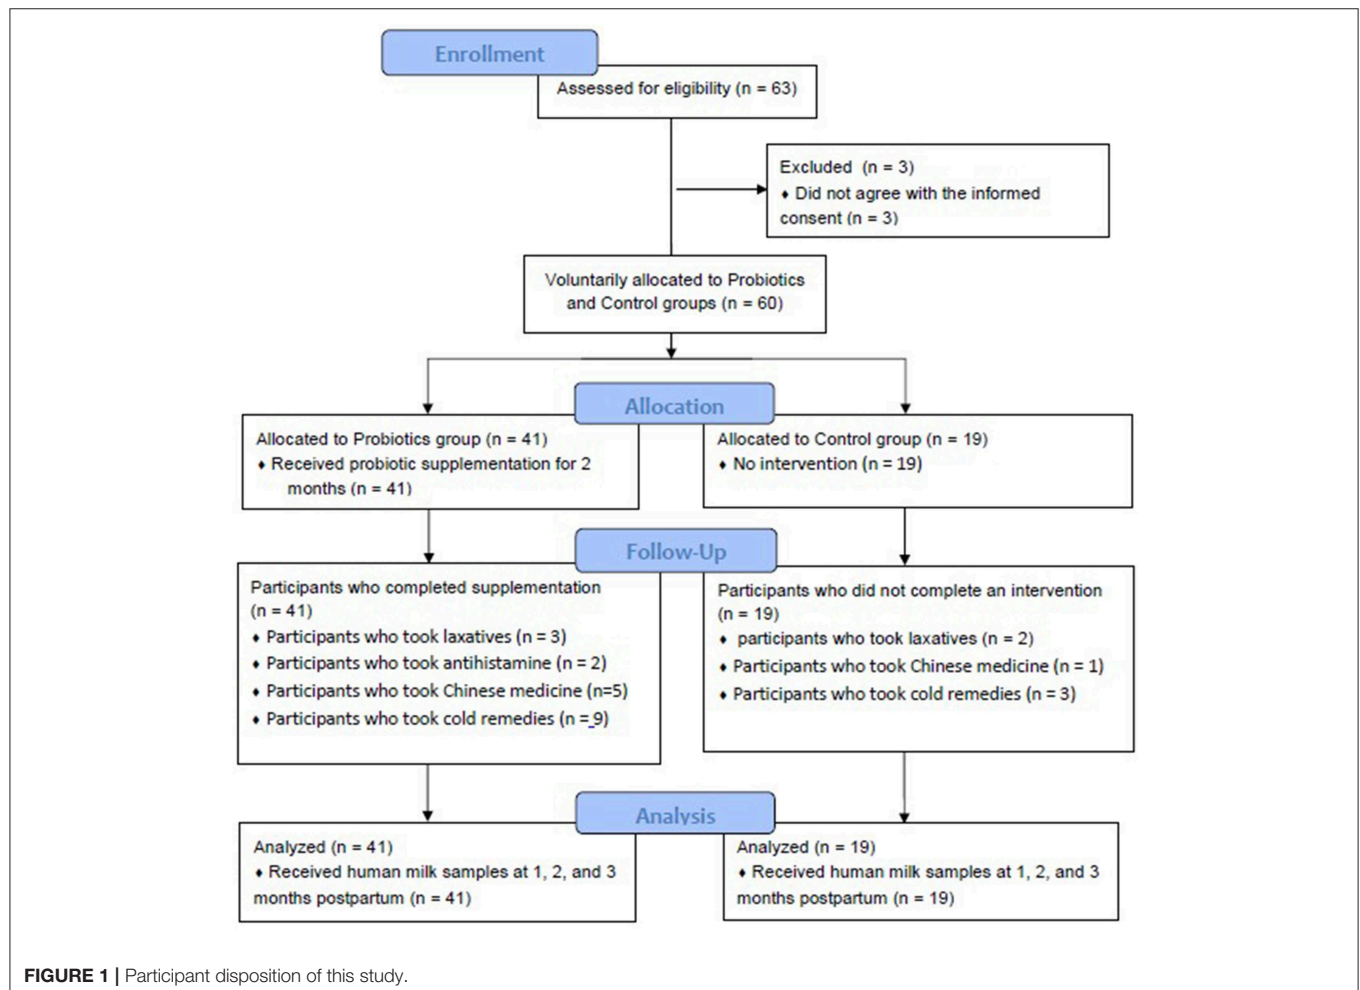 Enrollment
Assessed for eligibility (n = 63)
Excluded (n = 3)
♦ Did not agree with the informed
consent (n = 3)
Voluntarily allocated to Probiotics
and Control groups (n = 60)
Allocation
Allocated to Probiotics group (n = 41)
♦ Received probiotic supplementation for 2
months (n = 41)
Allocated to Control group (n = 19)
♦ No intervention (n = 19)
Follow-Up
Participants who completed supplementation
(n = 41)
♦ Participants who took laxatives (n = 3)
♦ Participants who took antihistamine (n = 2)
♦ Participants who took Chinese medicine (n=5)
♦ Participants who took cold remedies (n = 9)
Participants who did not complete an intervention
(n = 19)
♦ participants who took laxatives (n = 2)
♦ Participants who took Chinese medicine (n = 1)
♦ Participants who took cold remedies (n = 3)
Analysis
Analyzed (n = 41)
♦ Received human milk samples at 1, 2, and 3
months postpartum (n = 41)
Analyzed (n = 19)
♦ Received human milk samples at 1, 2, and 3
months postpartum (n = 19)
FIGURE 1 | Participant disposition of this study.